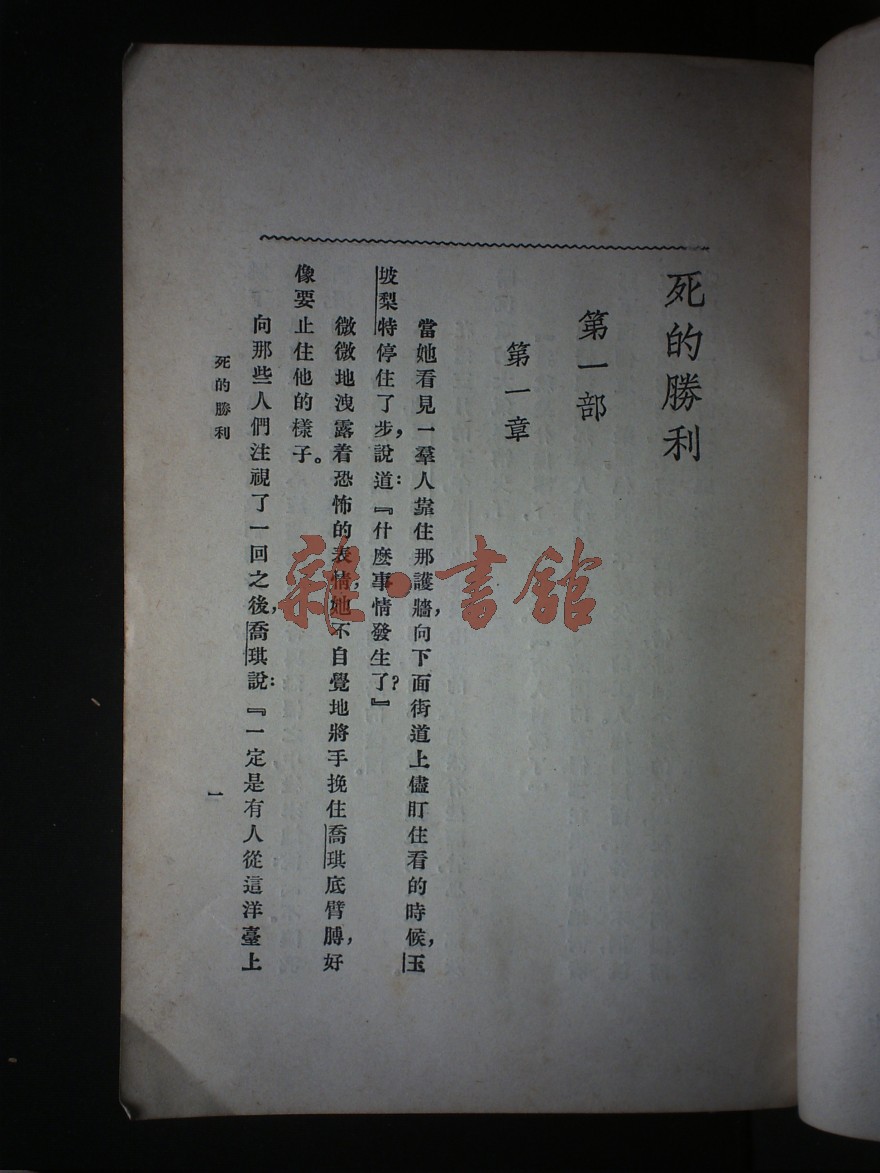 死的勝利
第一部
第一章
當她看見一羣人靠住那護牆，向下面街道上儘盯住看的時候，玉
坡梨特停住了步，說道：『什麽事情發生了？』
微微地洩露着恐怖的表情，她不自覺地將手挽住喬琪底臂膊，好
像要止住他的樣子。
向那些人們注視了一回之後，喬琪說：『一定是有人從這洋臺上
死的勝利
一
雜·書館